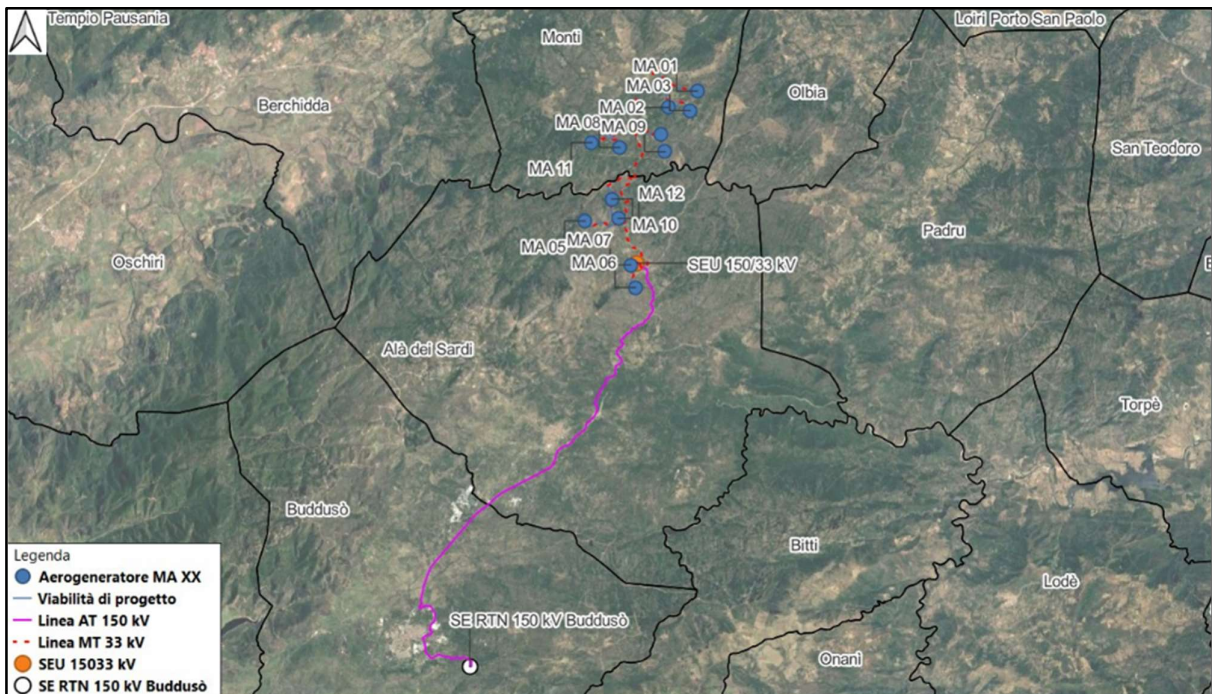 Tempio Pausania
Loiri Porto San Paolo
Monti
MA 01
MA 03
Berchidda
MA 02
Olbia
MA 08
MA 09
San Teodoro
MA 11
MA 12
MA 10
Padru
MA 05
MA 07
Oschiri
MA 06
SEU 150/33 kV
Alà dei Sardi
Torpè
Buddusò
Bitti
Lodè
SE RTN 150 kV Buddusò
Onanì
Legenda
Aerogeneratore MA XX
Viabilità di progetto
Linea AT 150 kV
Linea MT 33 kV
SEU 15033 kV
SE RTN 150 kV Buddusò